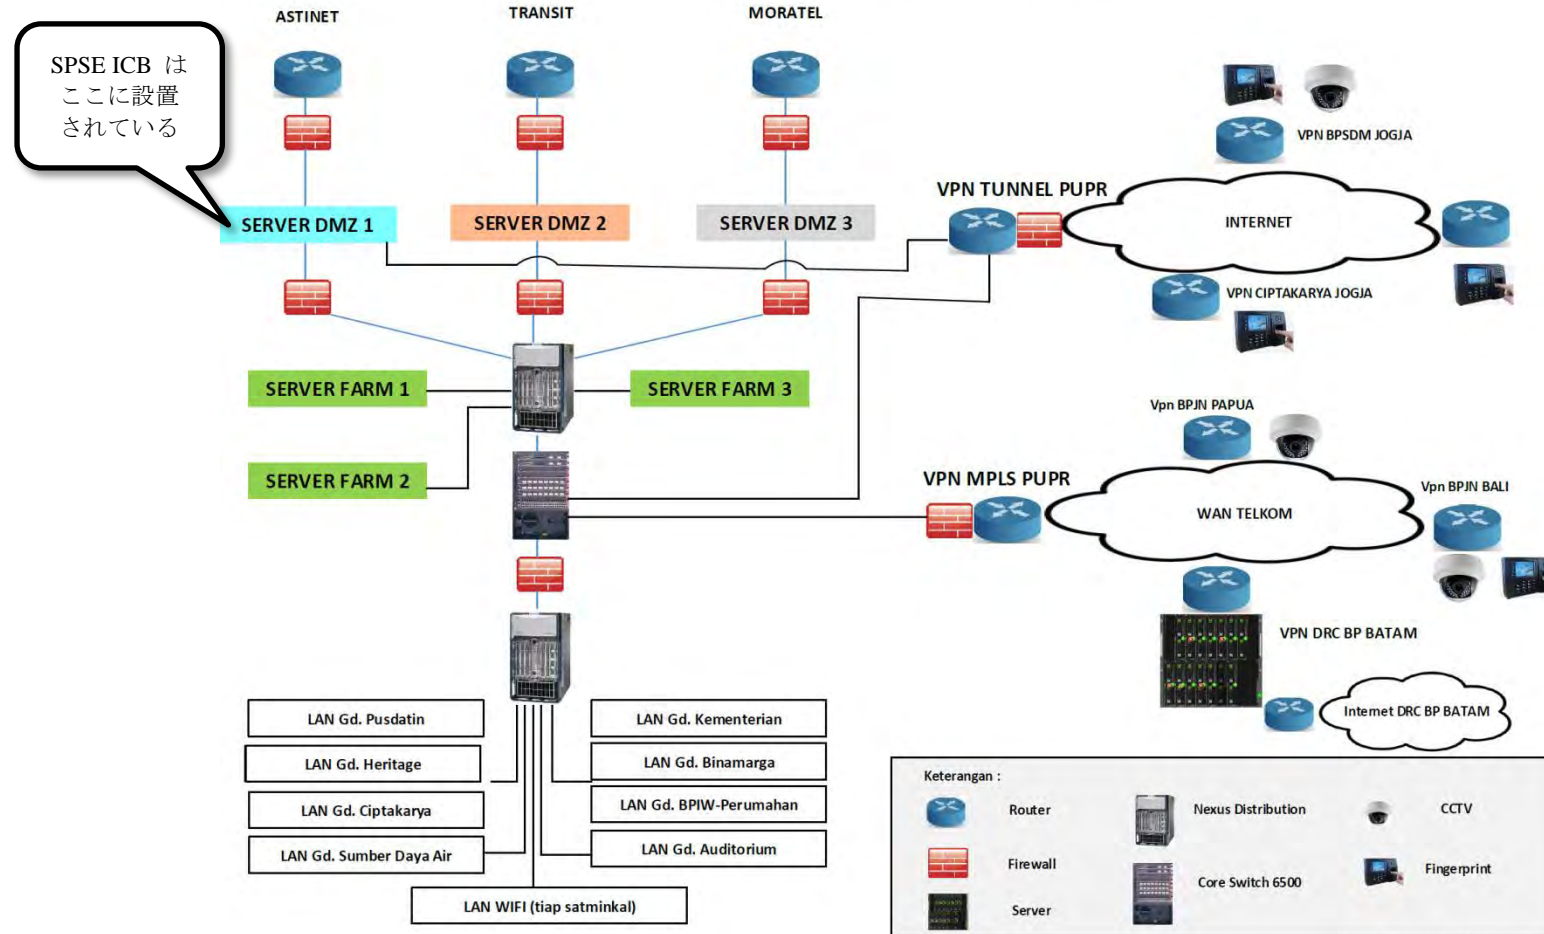 ASTINET
TRANSIT
MORATEL
SPSE ICB は
ここに設置
されている
VPN BPSDM JOGJA
VPN TUNNEL PUPR
SERVER DMZ 1
SERVER DMZ 2
SERVER DMZ 3
INTERNET
VPN CIPTAKARYA JOGJA
SERVER FARM 1
SERVER FARM 3
Vpn BPJN PAPUA
SERVER FARM 2
VPN MPLS PUPR
Vpn BPJN BALI
WAN TELKOM
VPN DRC BP BATAM
LAN Gd. Pusdatin
LAN Gd. Kementerian
Internet DRC BP BATAM
LAN Gd. Heritage
LAN Gd. Binamarga
LAN Gd. Ciptakarya
LAN Gd. BPIW-Perumahan
LAN Gd. Sumber Daya Air
LAN Gd. Auditorium
LAN WIFI (tiap satminkal)
Keterangan :
Router
Nexus Distribution
CCTV
Firewall
Core Switch 6500
Fingerprint
Server